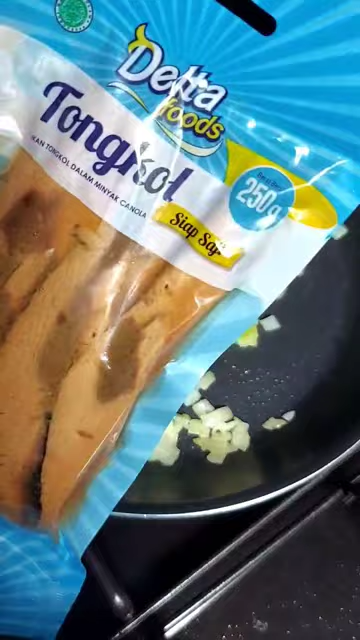 Delta
foods
Tongkol
IKAN TONGKOL DALAM MINYAK CANOLA
250g
Siap Saji